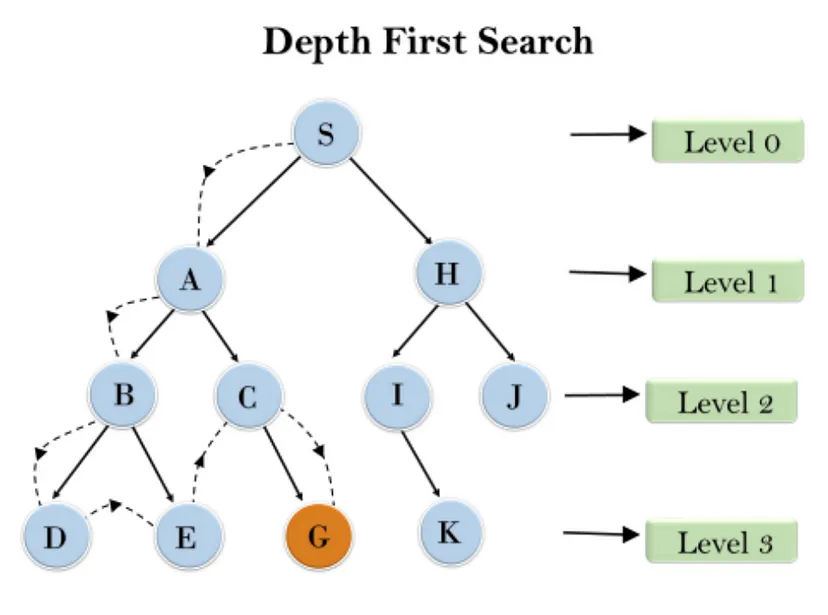 Depth First Search
S
Level 0
A
H
Level 1
B
C
I
J
Level 2
D
E
G
K
Level 3